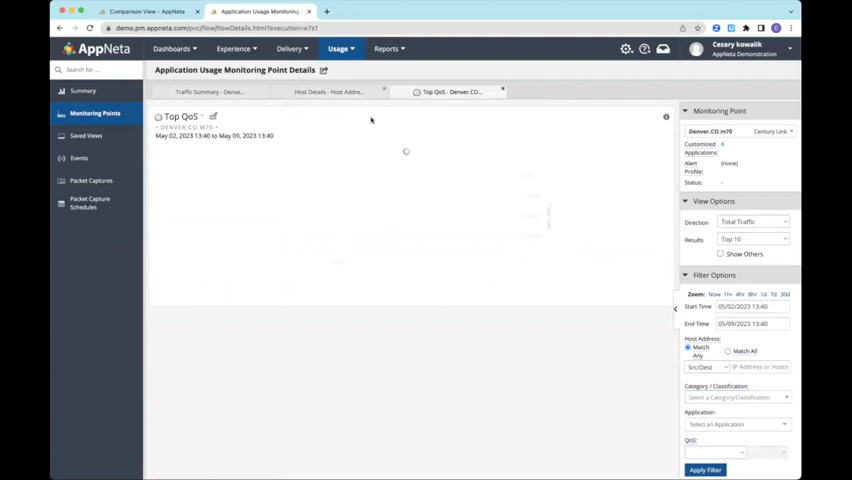 Comparison View - AppNeta
Application Usage Monitoring Point Details
demo.pm.appneta.com/pvc/flow/flowDetails.html?execution=e7s1
AppNeta
Dashboards
Experience
Delivery
Usage
Reports
Cezary kowalik
AppNeta Demonstration
Search for ...
Application Usage Monitoring Point Details
Summary
Monitoring Points
Saved Views
Events
Packet Captures
Packet Capture Schedules
Traffic Summary - Denve...
Host Details - Host Addre...
Top QoS - Denver.CO...
Top QoS
• DENVER.CO.M70 •
May 02, 2023 13:40 to May 09, 2023 13:40
Monitoring Point
Denver.CO.m70 Century Link
Customized Applications: 6
Alert Profile: [none]
Status: -
View Options
Direction Total Traffic
Results Top 10
Show Others
Filter Options
Zoom: Now 1hr 4hr 8hr 1d 7d 30d
Start Time 05/02/2023 13:40
End Time 05/09/2023 13:40
Host Address:
Match Any
Match All
Src/Dest IP Address or Hostn
Category / Classification:
Select a Category/Classification
Application:
Select an Application
QoS:
Apply Filter